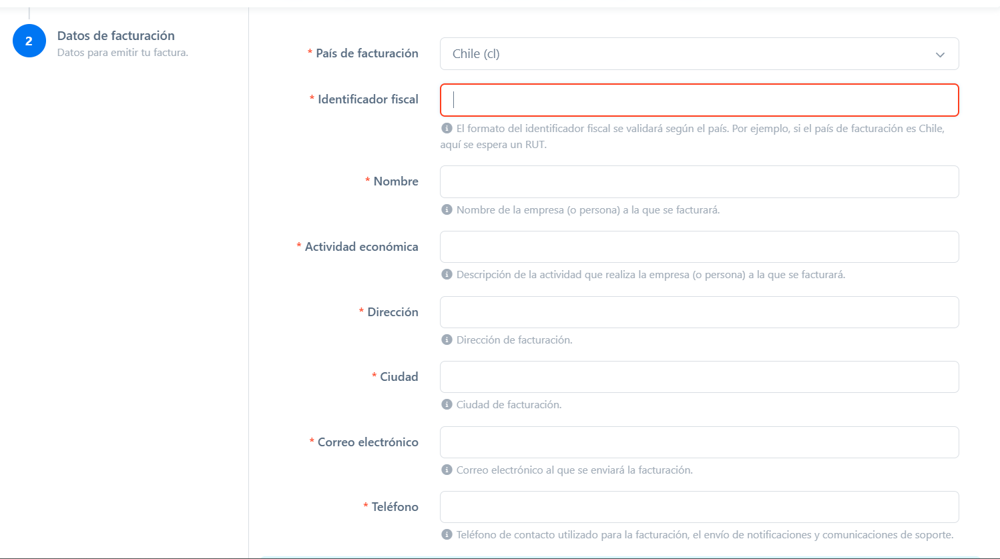 2
Datos de facturación
Datos para emitir tu factura.
* País de facturación
Chile (cl)
* Identificador fiscal
El formato del identificador fiscal se validará según el país. Por ejemplo, si el país de facturación es Chile,
aquí se espera un RUT.
* Nombre
Nombre de la empresa (o persona) a la que se facturará.
* Actividad económica
Descripción de la actividad que realiza la empresa (o persona) a la que se facturará.
* Dirección
Dirección de facturación.
* Ciudad
Ciudad de facturación.
* Correo electrónico
Correo electrónico al que se enviará la facturación.
* Teléfono
Teléfono de contacto utilizado para la facturación, el envío de notificaciones y comunicaciones de soporte.